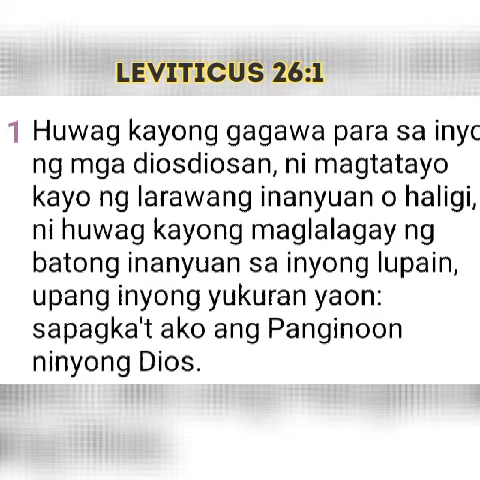 LEVITICUS 26:1
1 Huwag kayong gagawa para sa inyo
ng mga diosdiosan, ni magtatayo
kayo ng larawang inanyuan o haligi,
ni huwag kayong maglalagay ng
batong inanyuan sa inyong lupain,
upang inyong yukuran yaon:
sapagka't ako ang Panginoon
ninyong Dios.